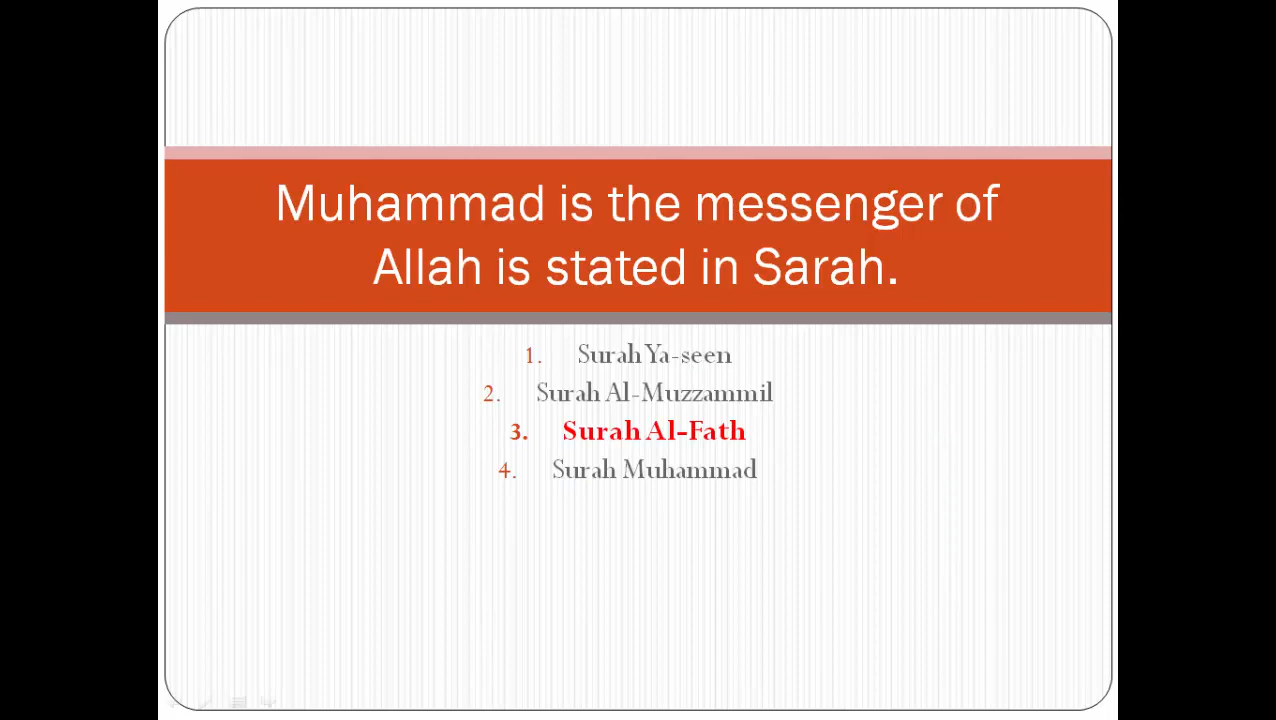 Muhammad is the messenger of
Allah is stated in Sarah.
1. Surah Ya-seen
2. Surah Al-Muzzammil
3. Surah Al-Fath
4. Surah Muhammad